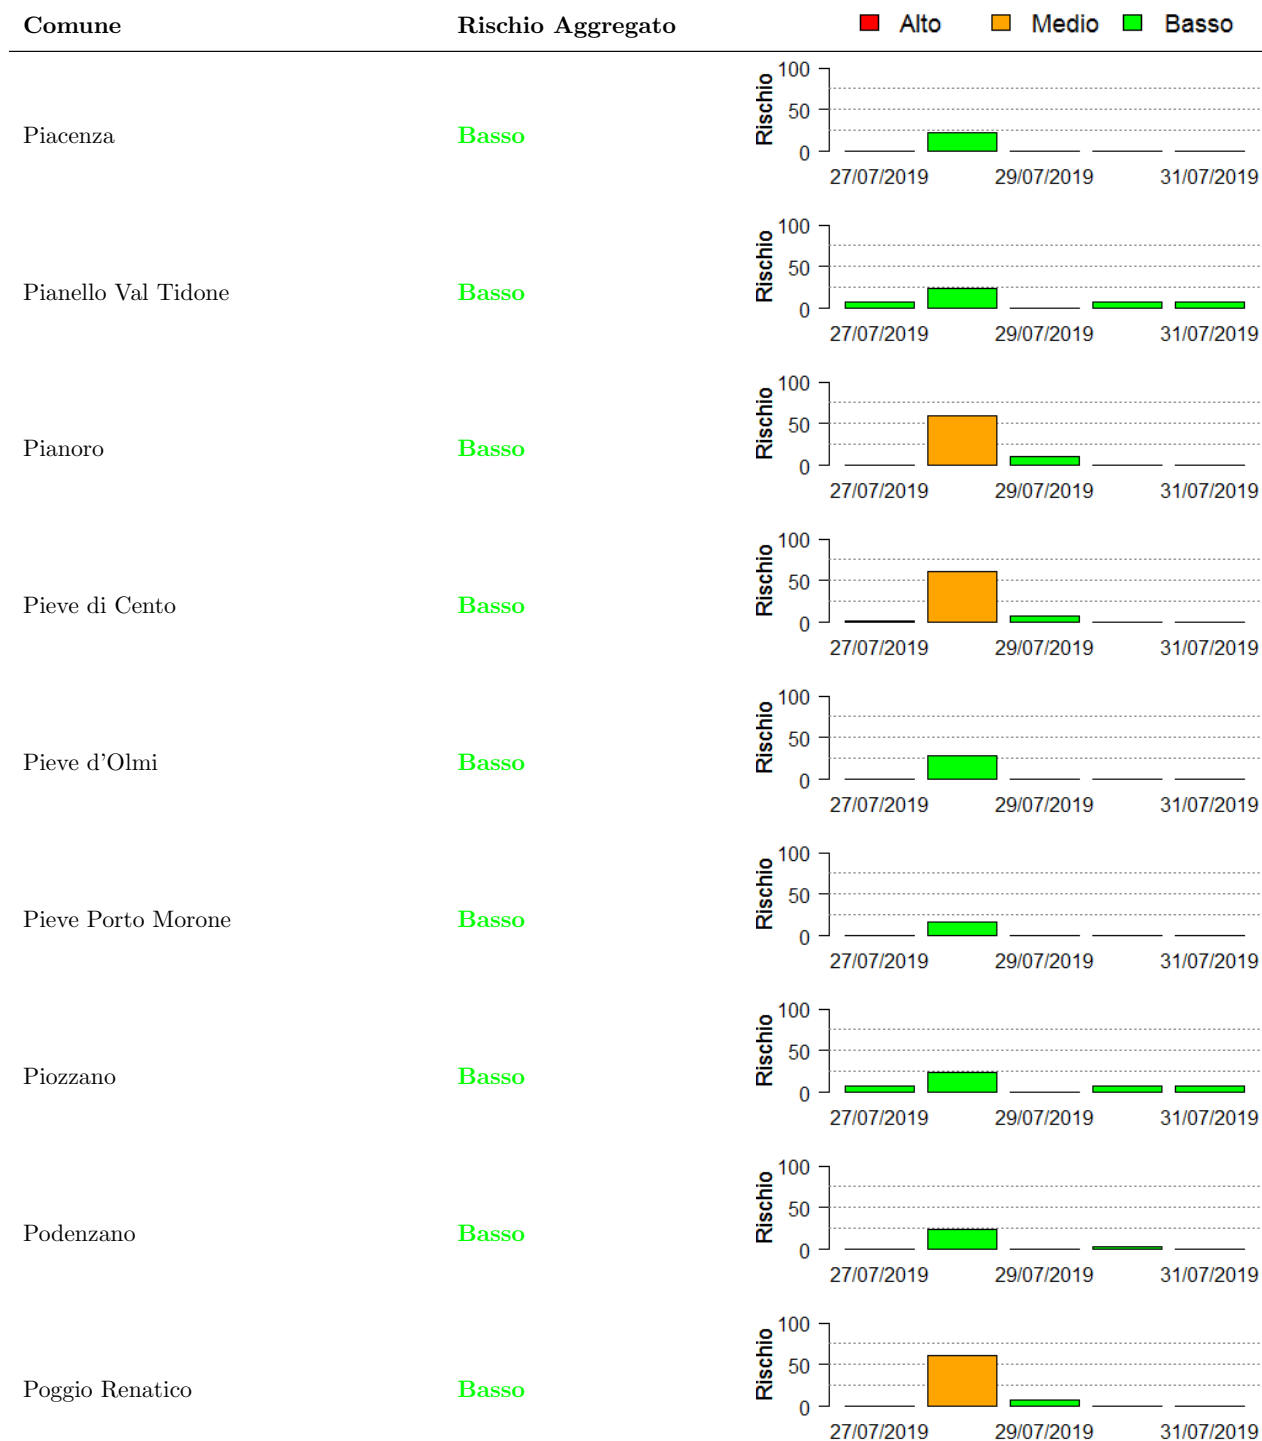 Comune Rischio Aggregato Alto Medio Basso
Piacenza Basso Rischio 100 50 0
27/07/2019 29/07/2019 31/07/2019
Pianello Val Tidone Basso Rischio 100 50 0
27/07/2019 29/07/2019 31/07/2019
Pianoro Basso Rischio 100 50 0
27/07/2019 29/07/2019 31/07/2019
Pieve di Cento Basso Rischio 100 50 0
27/07/2019 29/07/2019 31/07/2019
Pieve d'Olmi Basso Rischio 100 50 0
27/07/2019 29/07/2019 31/07/2019
Pieve Porto Morone Basso Rischio 100 50 0
27/07/2019 29/07/2019 31/07/2019
Piozzano Basso Rischio 100 50 0
27/07/2019 29/07/2019 31/07/2019
Podenzano Basso Rischio 100 50 0
27/07/2019 29/07/2019 31/07/2019
Poggio Renatico Basso Rischio 100 50 0
27/07/2019 29/07/2019 31/07/2019